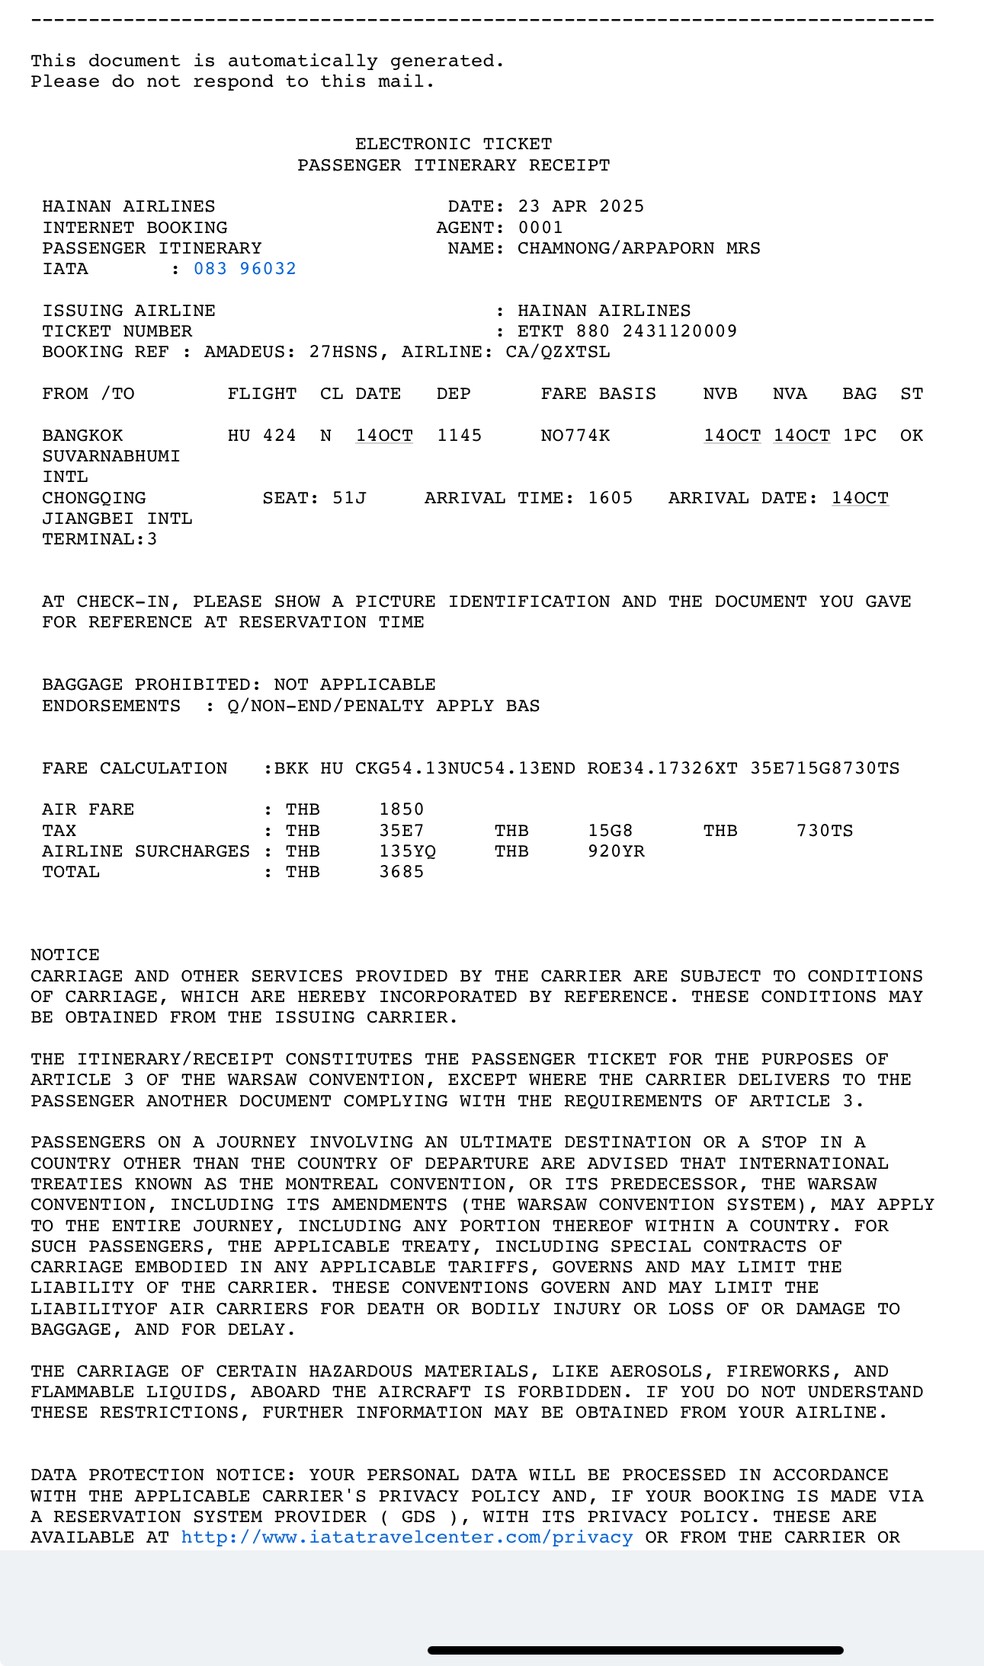 --------------------------------------------------------------------------------
This document is automatically generated.
Please do not respond to this mail.
ELECTRONIC TICKET
PASSENGER ITINERARY RECEIPT
HAINAN AIRLINES DATE: 23 APR 2025
INTERNET BOOKING AGENT: 0001
PASSENGER ITINERARY NAME: CHAMNONG/ARPAPORN MRS
IATA : 083 96032
ISSUING AIRLINE : HAINAN AIRLINES
TICKET NUMBER : ETKT 880 2431120009
BOOKING REF : AMADEUS: 27HSNS, AIRLINE: CA/QZXTSL
FROM /TO FLIGHT CL DATE DEP FARE BASIS NVB NVA BAG ST
BANGKOK HU 424 N 14OCT 1145 NO774K 14OCT 14OCT 1PC OK
SUVARNABHUMI
INTL
CHONGQING SEAT: 51J ARRIVAL TIME: 1605 ARRIVAL DATE: 14OCT
JIANGBEI INTL
TERMINAL:3
AT CHECK-IN, PLEASE SHOW A PICTURE IDENTIFICATION AND THE DOCUMENT YOU GAVE
FOR REFERENCE AT RESERVATION TIME
BAGGAGE PROHIBITED: NOT APPLICABLE
ENDORSEMENTS : Q/NON-END/PENALTY APPLY BAS
FARE CALCULATION :BKK HU CKG54.13NUC54.13END ROE34.17326XT 35E715G8730TS
AIR FARE : THB 1850
TAX : THB 35E7 THB 15G8 THB 730TS
AIRLINE SURCHARGES : THB 135YQ THB 920YR
TOTAL : THB 3685
NOTICE
CARRIAGE AND OTHER SERVICES PROVIDED BY THE CARRIER ARE SUBJECT TO CONDITIONS
OF CARRIAGE, WHICH ARE HEREBY INCORPORATED BY REFERENCE. THESE CONDITIONS MAY
BE OBTAINED FROM THE ISSUING CARRIER.
THE ITINERARY/RECEIPT CONSTITUTES THE PASSENGER TICKET FOR THE PURPOSES OF
ARTICLE 3 OF THE WARSAW CONVENTION, EXCEPT WHERE THE CARRIER DELIVERS TO THE
PASSENGER ANOTHER DOCUMENT COMPLYING WITH THE REQUIREMENTS OF ARTICLE 3.
PASSENGERS ON A JOURNEY INVOLVING AN ULTIMATE DESTINATION OR A STOP IN A
COUNTRY OTHER THAN THE COUNTRY OF DEPARTURE ARE ADVISED THAT INTERNATIONAL
TREATIES KNOWN AS THE MONTREAL CONVENTION, OR ITS PREDECESSOR, THE WARSAW
CONVENTION, INCLUDING ITS AMENDMENTS (THE WARSAW CONVENTION SYSTEM), MAY APPLY
TO THE ENTIRE JOURNEY, INCLUDING ANY PORTION THEREOF WITHIN A COUNTRY. FOR
SUCH PASSENGERS, THE APPLICABLE TREATY, INCLUDING SPECIAL CONTRACTS OF
CARRIAGE EMBODIED IN ANY APPLICABLE TARIFFS, GOVERNS AND MAY LIMIT THE
LIABILITY OF THE CARRIER. THESE CONVENTIONS GOVERN AND MAY LIMIT THE
LIABILITYOF AIR CARRIERS FOR DEATH OR BODILY INJURY OR LOSS OF OR DAMAGE TO
BAGGAGE, AND FOR DELAY.
THE CARRIAGE OF CERTAIN HAZARDOUS MATERIALS, LIKE AEROSOLS, FIREWORKS, AND
FLAMMABLE LIQUIDS, ABOARD THE AIRCRAFT IS FORBIDDEN. IF YOU DO NOT UNDERSTAND
THESE RESTRICTIONS, FURTHER INFORMATION MAY BE OBTAINED FROM YOUR AIRLINE.
DATA PROTECTION NOTICE: YOUR PERSONAL DATA WILL BE PROCESSED IN ACCORDANCE
WITH THE APPLICABLE CARRIER'S PRIVACY POLICY AND, IF YOUR BOOKING IS MADE VIA
A RESERVATION SYSTEM PROVIDER ( GDS ), WITH ITS PRIVACY POLICY. THESE ARE
AVAILABLE AT http://www.iatatravelcenter.com/privacy OR FROM THE CARRIER OR